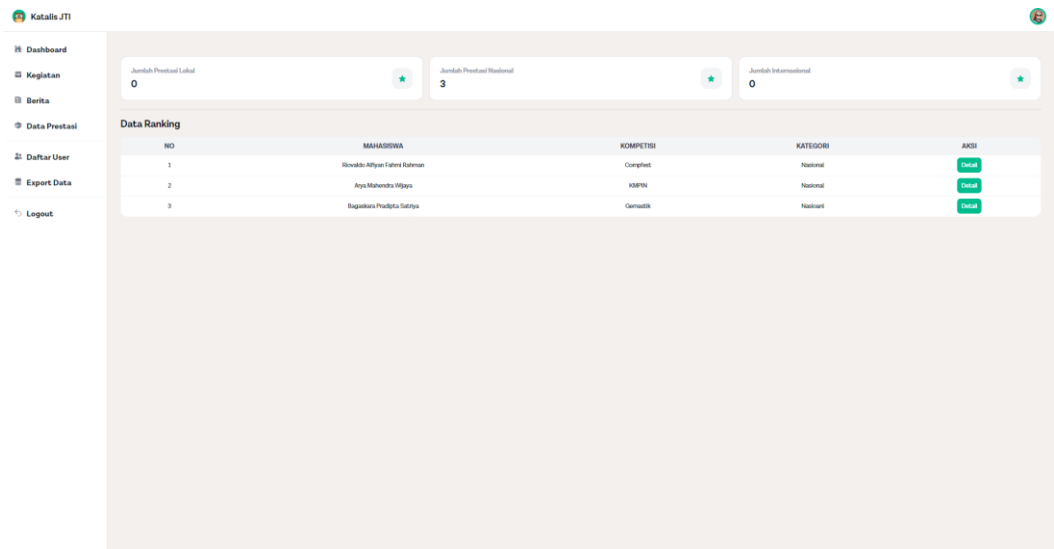 Katalis JTI
Dashboard
Kegiatan
Berita
Data Prestasi
Daftar User
Export Data
Logout
Jumlah Prestasi Lokal
0
Jumlah Prestasi Nasional
3
Jumlah Internasional
0
Data Ranking
NO MAHASISWA KOMPETISI KATEGORI AKSI
1 Riovaldo Alfiyan Fahmi Rahman Compfest Nasional Detail
2 Arya Mahendra Wijaya KMIPN Nasional Detail
3 Bagaskara Pradipta Satriya Gemastik Nasioanl Detail